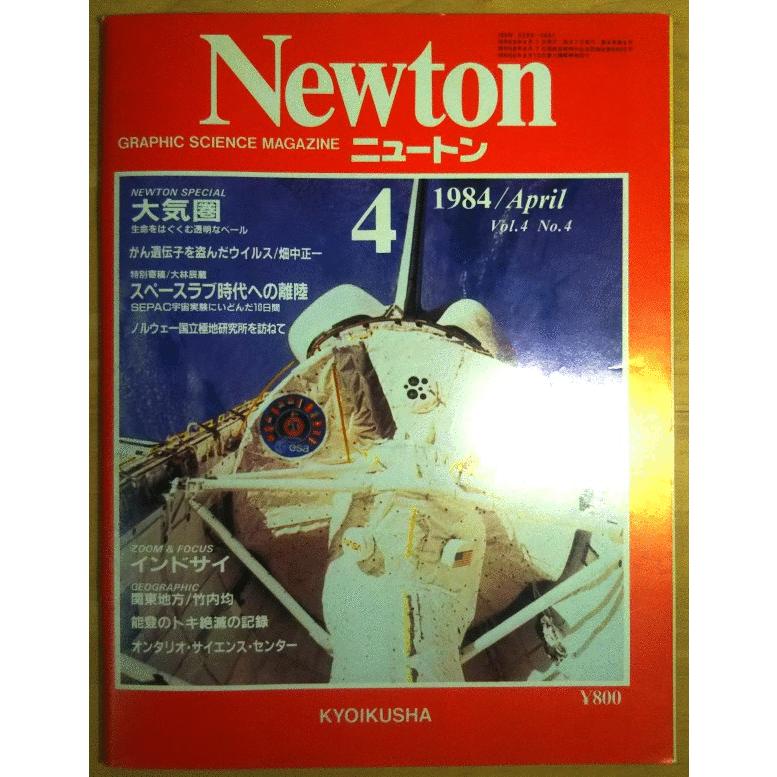 Newton
GRAPHIC SCIENCE MAGAZINE ニュートン
NEWTON SPECIAL
大気圏
生命をはぐくむ透明なベール
がん遺伝子を盗んだウイルス/畑中正一
特別寄稿/大林辰蔵
スペースラブ時代への離陸
SEPAC宇宙実験にいどんだ10日間
ノルウェー国立極地研究所を訪ねて
4
1984/April
Vol.4 No.4
esa
ZOOM & FOCUS
インドサイ
GEOGRAPHIC
関東地方/竹内均
能登のトキ絶滅の記録
オンタリオ・サイエンス・センター
¥800
KYOIKUSHA